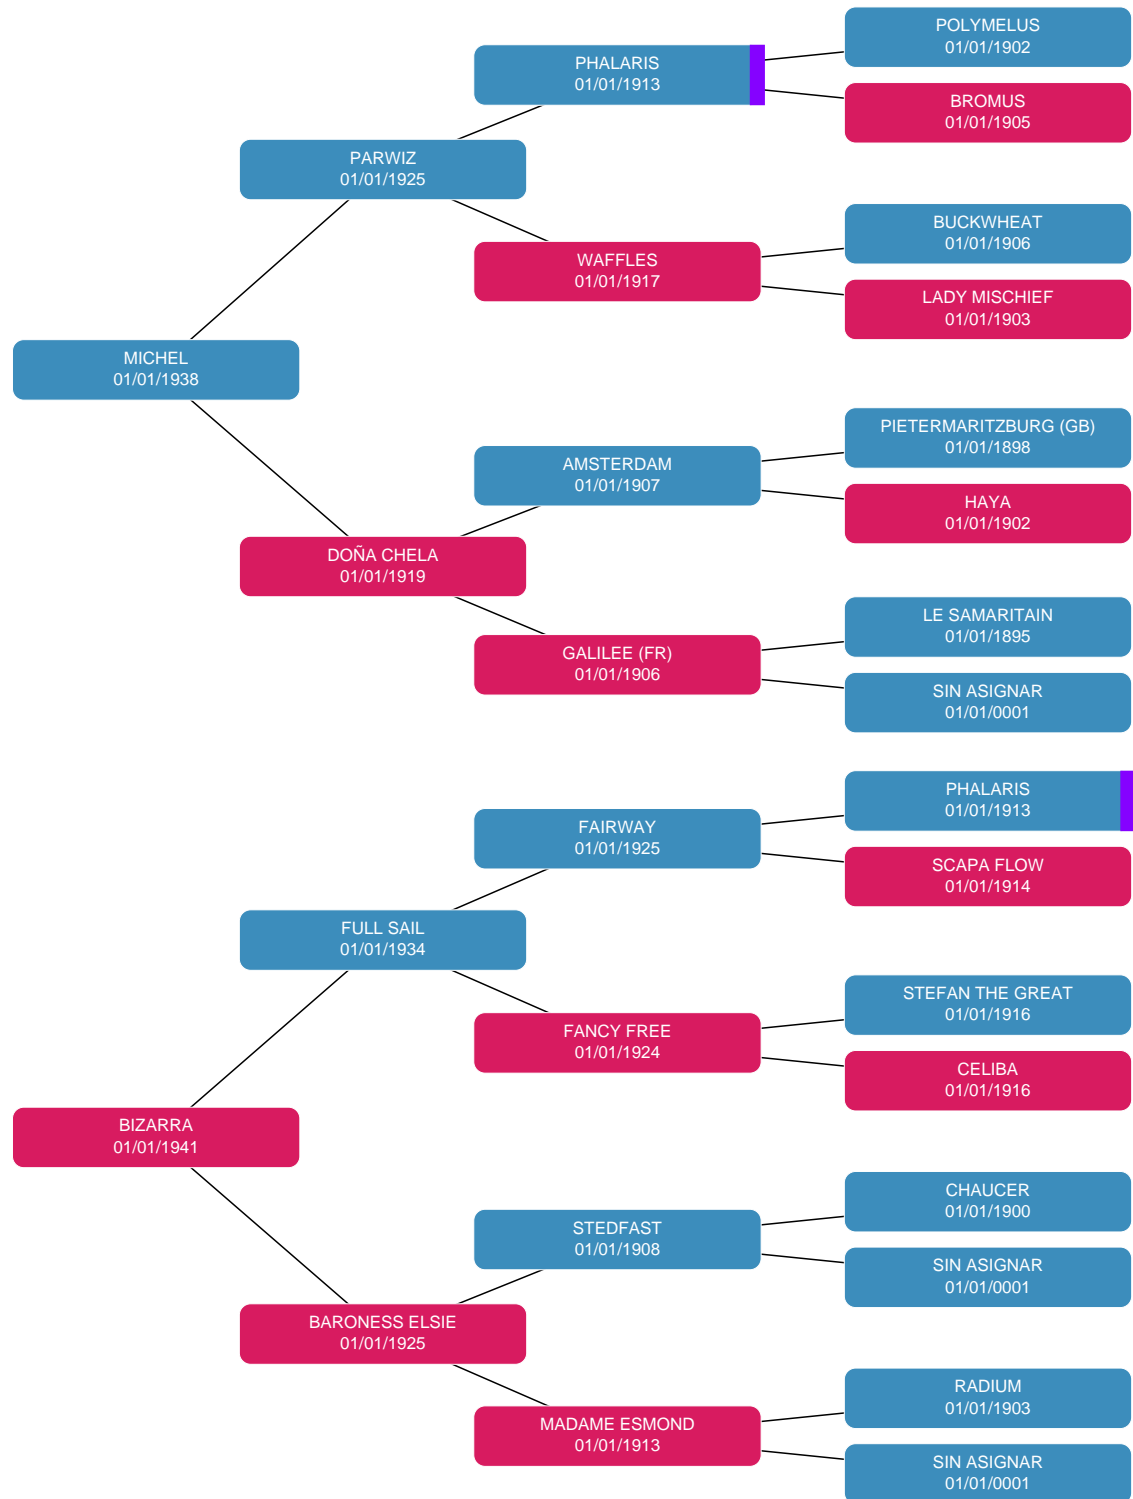 POLYMELUS
01/01/1902
PHALARIS
01/01/1913
BROMUS
01/01/1905
PARWIZ
01/01/1925
BUCKWHEAT
01/01/1906
WAFFLES
01/01/1917
LADY MISCHIEF
01/01/1903
MICHEL
01/01/1938
PIETERMARITZBURG (GB)
01/01/1898
AMSTERDAM
01/01/1907
HAYA
01/01/1902
DOÑA CHELA
01/01/1919
LE SAMARITAIN
01/01/1895
GALILEE (FR)
01/01/1906
SIN ASIGNAR
01/01/0001
PHALARIS
01/01/1913
FAIRWAY
01/01/1925
SCAPA FLOW
01/01/1914
FULL SAIL
01/01/1934
STEFAN THE GREAT
01/01/1916
FANCY FREE
01/01/1924
CELIBA
01/01/1916
BIZARRA
01/01/1941
CHAUCER
01/01/1900
STEDFAST
01/01/1908
SIN ASIGNAR
01/01/0001
BARONESS ELSIE
01/01/1925
RADIUM
01/01/1903
MADAME ESMOND
01/01/1913
SIN ASIGNAR
01/01/0001